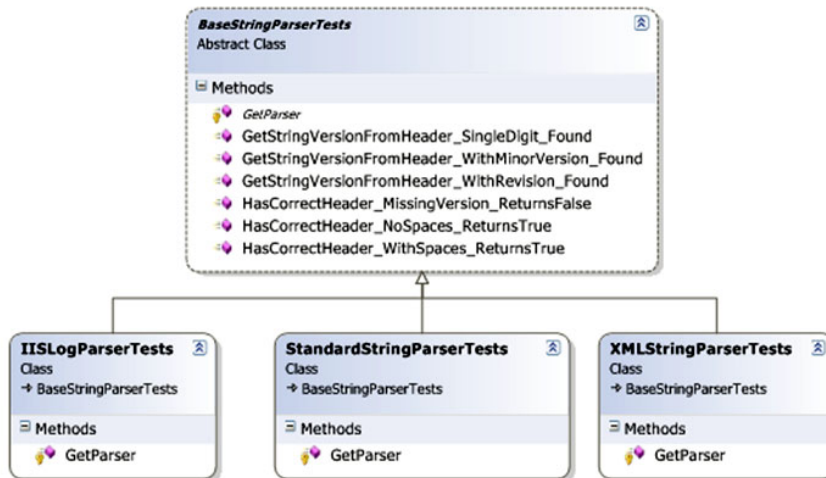 BaseStringParserTests
Abstract Class
Methods
GetParser
GetStringVersionFromHeader_SingleDigit_Found
GetStringVersionFromHeader_WithMinorVersion_Found
GetStringVersionFromHeader_WithRevision_Found
HasCorrectHeader_MissingVersion_ReturnsFalse
HasCorrectHeader_NoSpaces_ReturnsTrue
HasCorrectHeader_WithSpaces_ReturnsTrue
IISLogParserTests
Class
BaseStringParserTests
Methods
GetParser
StandardStringParserTests
Class
BaseStringParserTests
Methods
GetParser
XMLStringParserTests
Class
BaseStringParserTests
Methods
GetParser